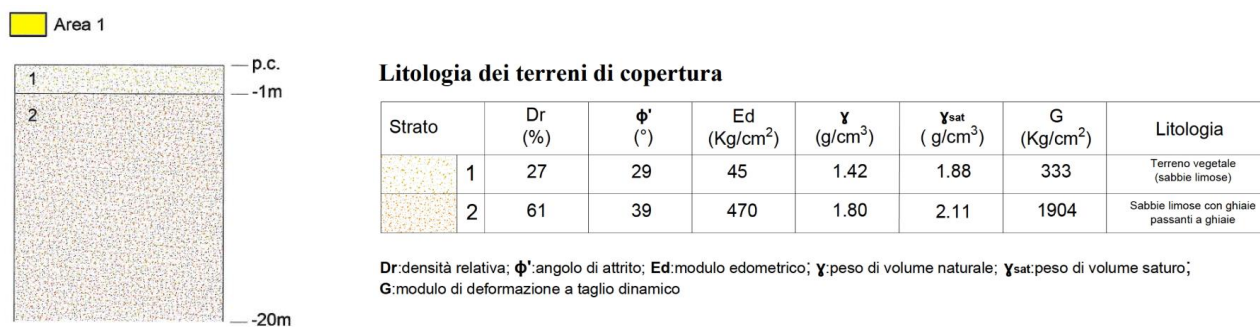 Area 1
p.c.
1
-1m
2
-20m
Litologia dei terreni di copertura
Strato Dr (%) ϕ' (°) Ed (Kg/cm²) ɣ (g/cm³) ɣsat ( g/cm³) G (Kg/cm²) Litologia
1 27 29 45 1.42 1.88 333 Terreno vegetale (sabbie limose)
2 61 39 470 1.80 2.11 1904 Sabbie limose con ghiaie passanti a ghiaie
Dr:densità relativa; ϕ':angolo di attrito; Ed:modulo edometrico; ɣ:peso di volume naturale; ɣsat:peso di volume saturo;
G:modulo di deformazione a taglio dinamico